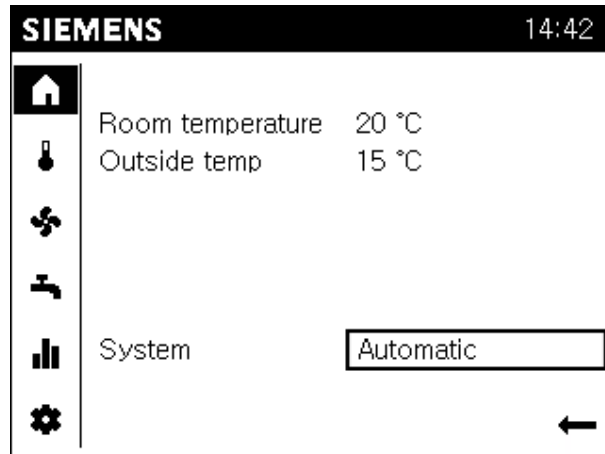 SIEMENS 14:42
Room temperature 20 °C
Outside temp 15 °C
System Automatic